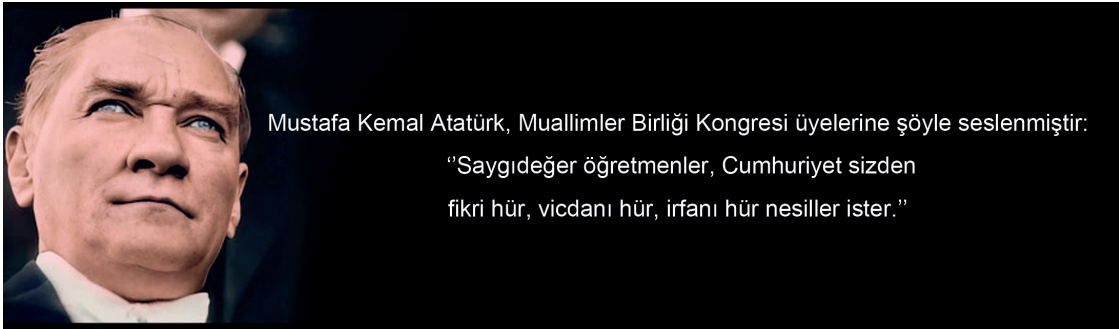 Mustafa Kemal Atatürk, Muallimler Birliği Kongresi üyelerine şöyle seslenmiştir:
‘’Saygıdeğer öğretmenler, Cumhuriyet sizden
fikri hür, vicdanı hür, irfanı hür nesiller ister.’’